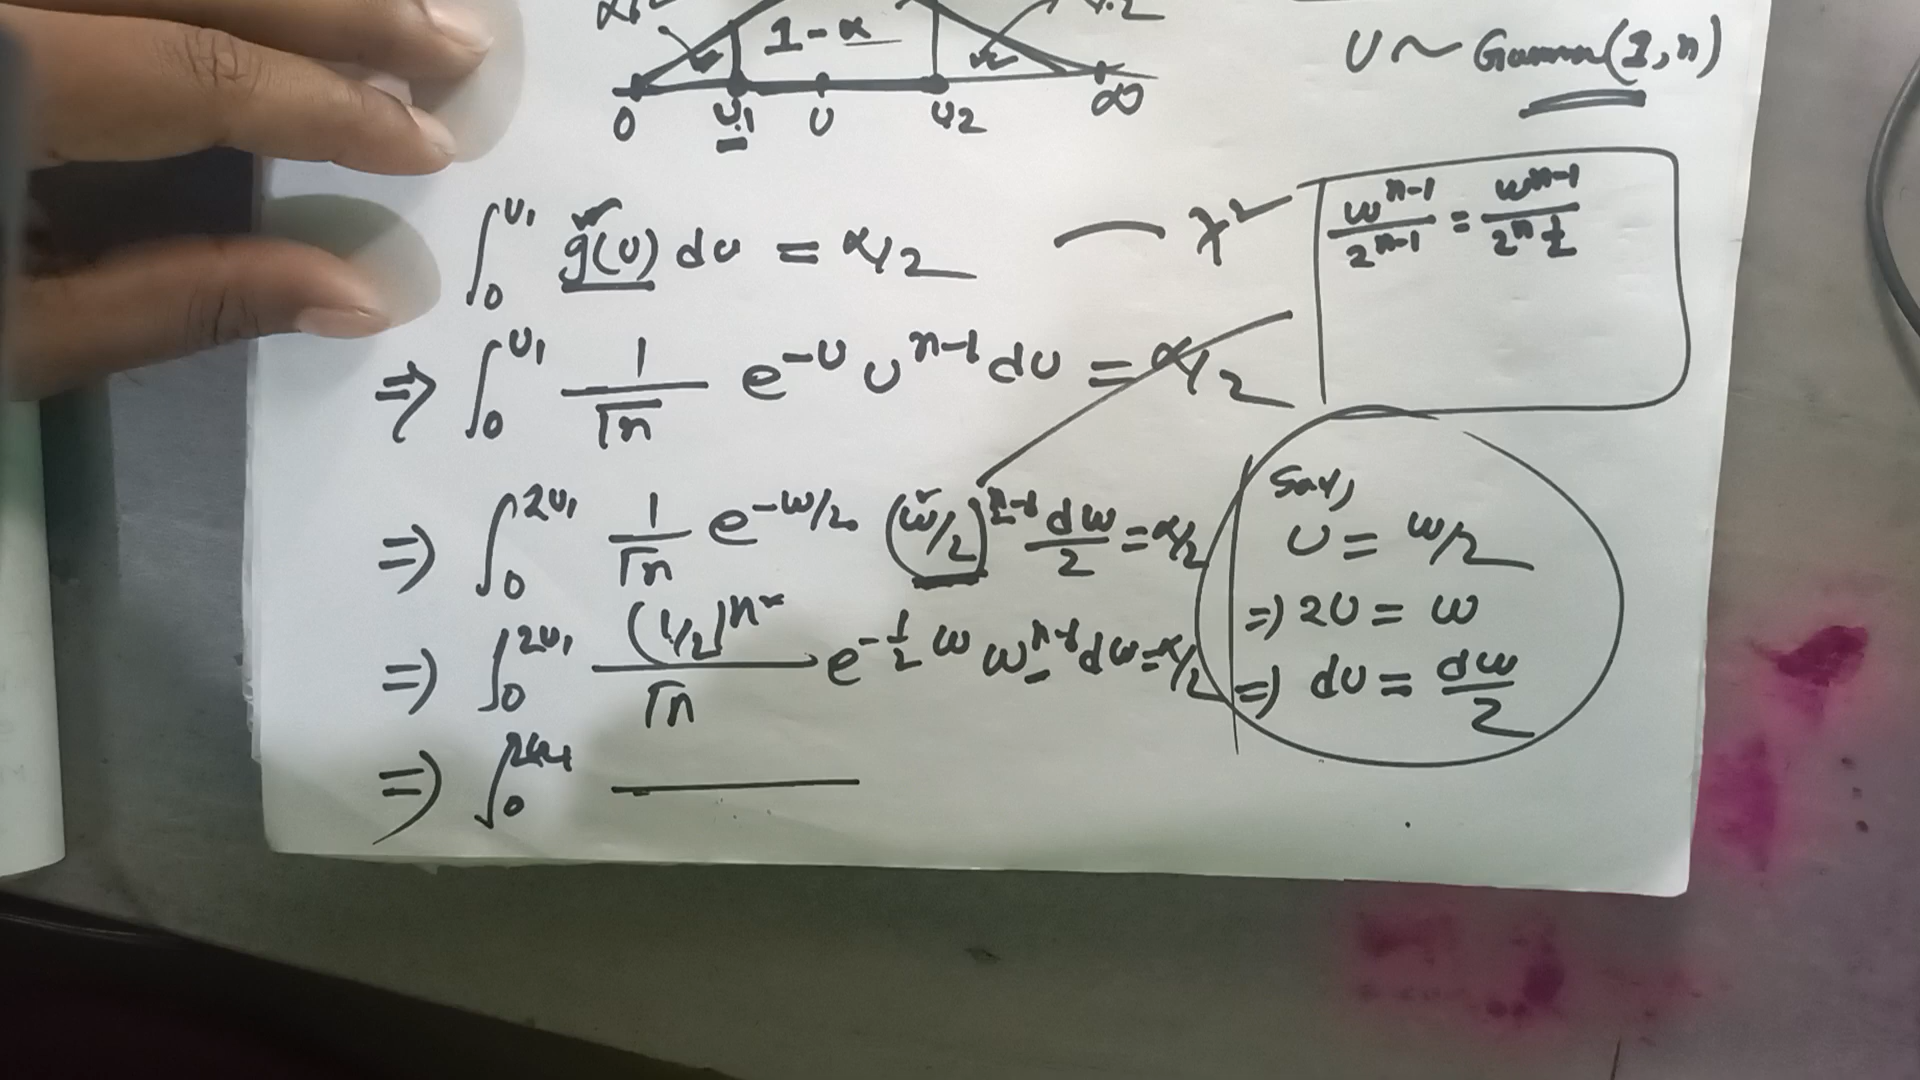 1-α
U ~ Gamma(1, n)
0 u₁ U u₂ ∞
∫₀^{u₁} g(u) du = α/2 — χ²
w^{n-1}/2^{n-1} = w^{n-1}/2^n ½
⇒ ∫₀^{u₁} 1/Γn e^{-u} u^{n-1} du = α/2
⇒ ∫₀^{2u₁} 1/Γn e^{-w/2} (w/2)^{n-1} dw/2 = α/2
⇒ ∫₀^{2u₁} (1/2)^n/Γn e^{-½ w} w^{n-1} dw = α/2
⇒ ∫₀^{2u₁}
Say,
U = w/2
⇒ 2U = w
⇒ dU = dw/2